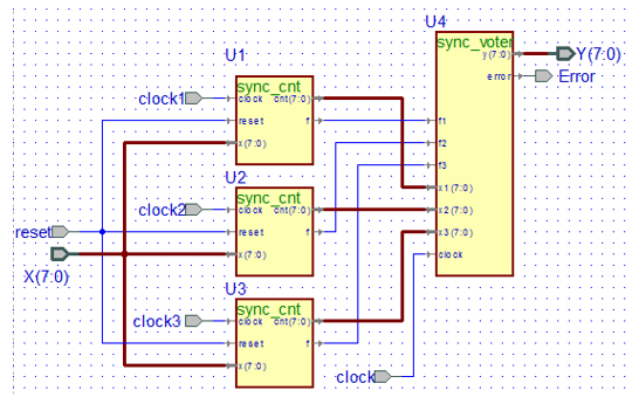 U4
sync_voter
y(7:0)
Y(7:0)
error
Error
U1
sync_cnt
clock1
clock
cnt(7:0)
reset
f
x(7:0)
f1
f2
f3
U2
sync_cnt
clock2
clock
cnt(7:0)
reset
f
x(7:0)
x1(7:0)
x2(7:0)
x3(7:0)
clock
reset
X(7:0)
U3
sync_cnt
clock3
clock
cnt(7:0)
reset
f
x(7:0)
clock